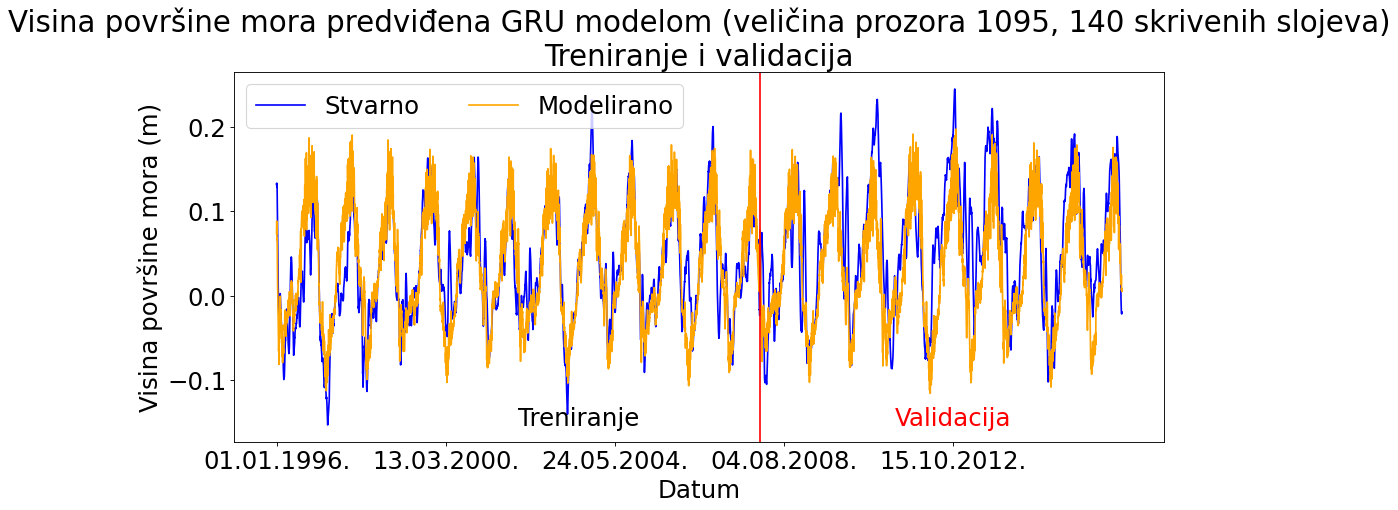 Visina površine mora predviđena GRU modelom (veličina prozora 1095, 140 skrivenih slojeva)
Treniranje i validacija
Stvarno
Modelirano
Visina površine mora (m)
0.2
0.1
0.0
−0.1
Treniranje
Validacija
01.01.1996.
13.03.2000.
24.05.2004.
04.08.2008.
15.10.2012.
Datum